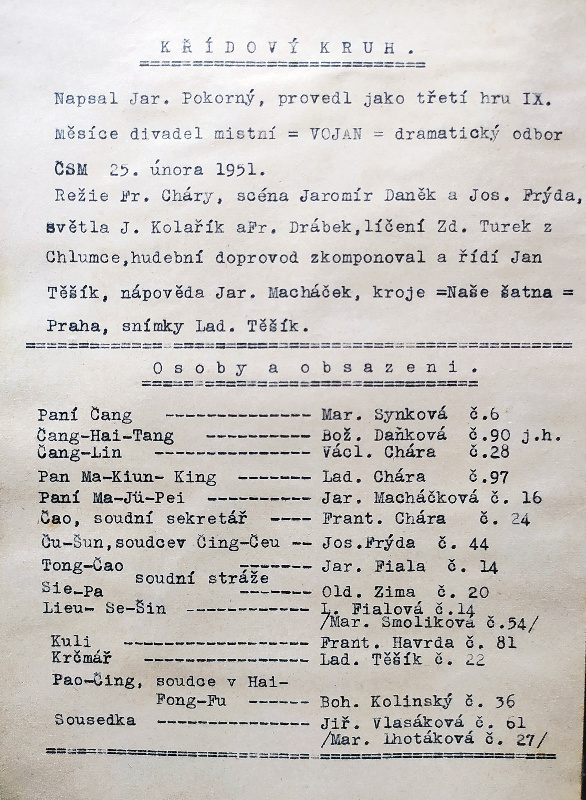 K Ř Í D O V Ý K R U H .
Napsal Jar. Pokorný, provedl jako třetí hru IX.
Měsíce divadel mistní = VOJAN = dramatický odbor
ČSM 25. února 1951.
Režie Fr. Cháry, scéna Jaromír Daněk a Jos. Frýda,
světla J. Kolařík aFr. Drábek,líčení Zd. Turek z
Chlumce,hudební doprovod zkomponoval a řídí Jan
Těšík, nápověda Jar. Macháček, kroje =Naše šatna =
Praha, snímky Lad. Těšík.
O s o b y a o b s a z e n i .
Paní Čang -------------- Mar. Synková č.6
Čang-Hai-Tang ---------- Bož. Daňková č.90 j.h.
Čang-Lin --------------- Václ. Chára č.28
Pan Ma-Kiun- King ------- Lad. Chára č.97
Paní Ma-Jü-Pei ---------- Jar. Macháčková č. 16
Čao, soudní sekretář ---- Frant. Chára č. 24
Ču-Šun,soudcev Čing-Čeu -- Jos.Frýda č. 44
Tong-Čao ------- Jar. Fiala č. 14
soudní stráže
Sie-Pa ------- Old. Zima č. 20
Lieu- Se-Šin ------------ L. Fialová č.14
/Mar. Smoliková č.54/
Kuli ------------------ Frant. Havrda č. 81
Krčmář ---------------- Lad. Těšík č. 22
Pao-Čing, soudce v Hai-
Fong-Fu ------ Boh. Kolinský č. 36
Sousedka --------------- Jiř. Vlasáková č. 61
/Mar. Lhotáková č. 27/